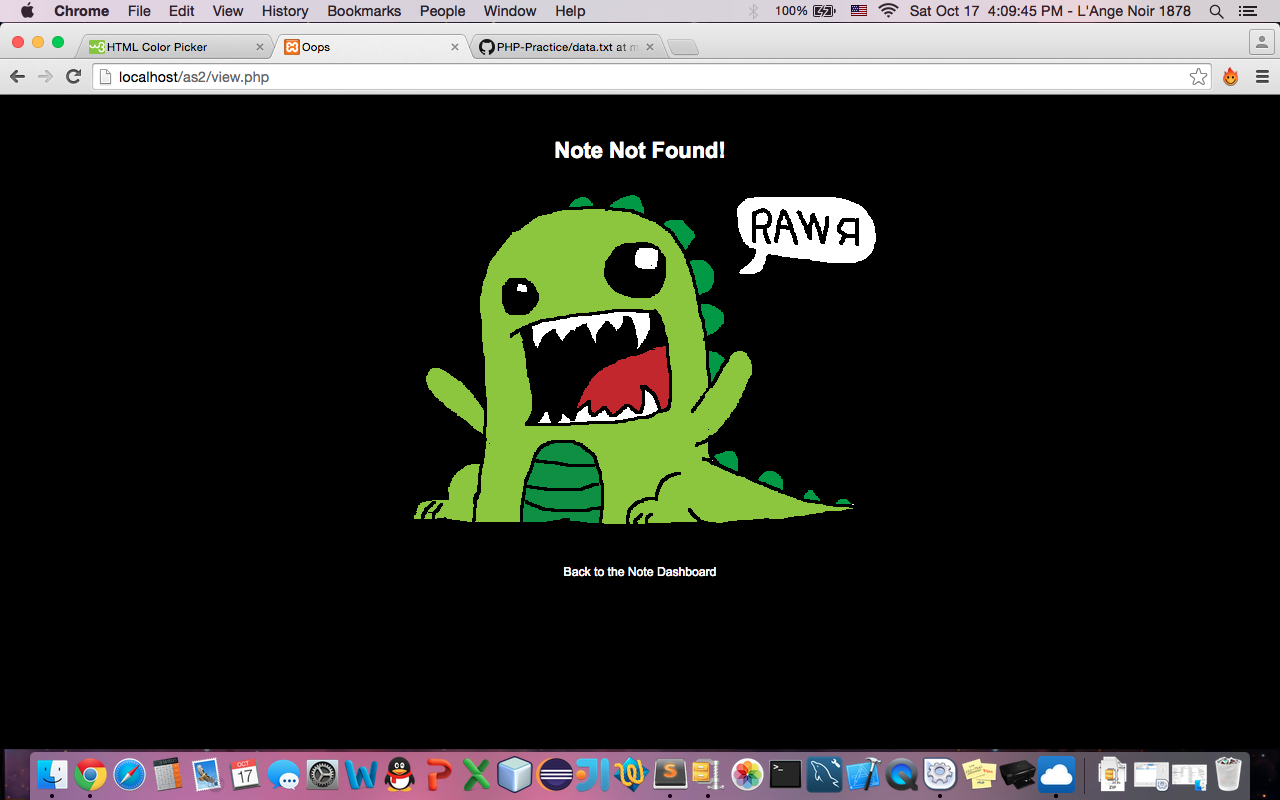 Chrome File Edit View History Bookmarks People Window Help 100% Sat Oct 17 4:09:45 PM - L'Ange Noir 1878
HTML Color Picker Oops PHP-Practice/data.txt at m
localhost/as2/view.php
Note Not Found!
RAWЯ
Back to the Note Dashboard
OCT
17